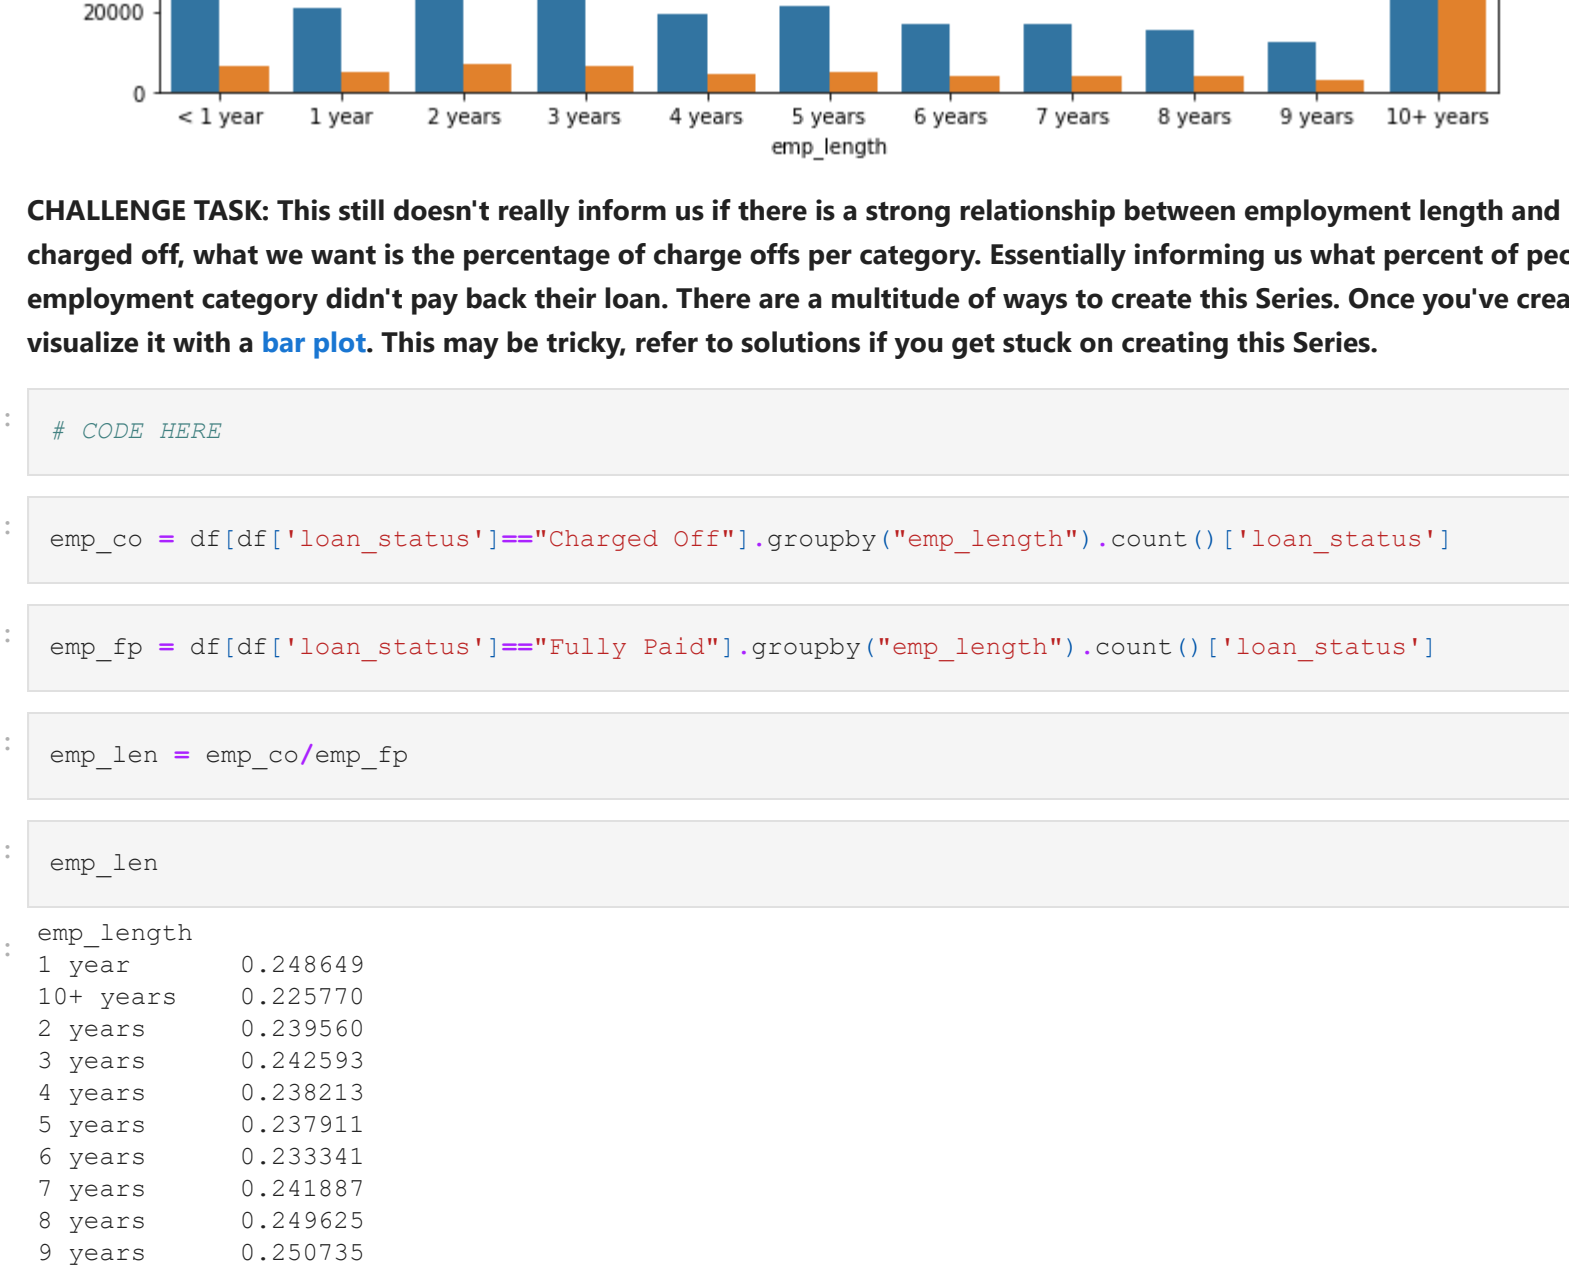 20000
0
< 1 year 1 year 2 years 3 years 4 years 5 years 6 years 7 years 8 years 9 years 10+ years
emp_length
CHALLENGE TASK: This still doesn't really inform us if there is a strong relationship between employment length and
charged off, what we want is the percentage of charge offs per category. Essentially informing us what percent of
employment category didn't pay back their loan. There are a multitude of ways to create this Series. Once you've
visualize it with a bar plot. This may be tricky, refer to solutions if you get stuck on creating this Series.
# CODE HERE
emp_co = df[df['loan_status']=="Charged Off"].groupby("emp_length").count()['loan_status']
emp_fp = df[df['loan_status']=="Fully Paid"].groupby("emp_length").count()['loan_status']
emp_len = emp_co/emp_fp
emp_len
emp_length
1 year 0.248649
10+ years 0.225770
2 years 0.239560
3 years 0.242593
4 years 0.238213
5 years 0.237911
6 years 0.233341
7 years 0.241887
8 years 0.249625
9 years 0.250735